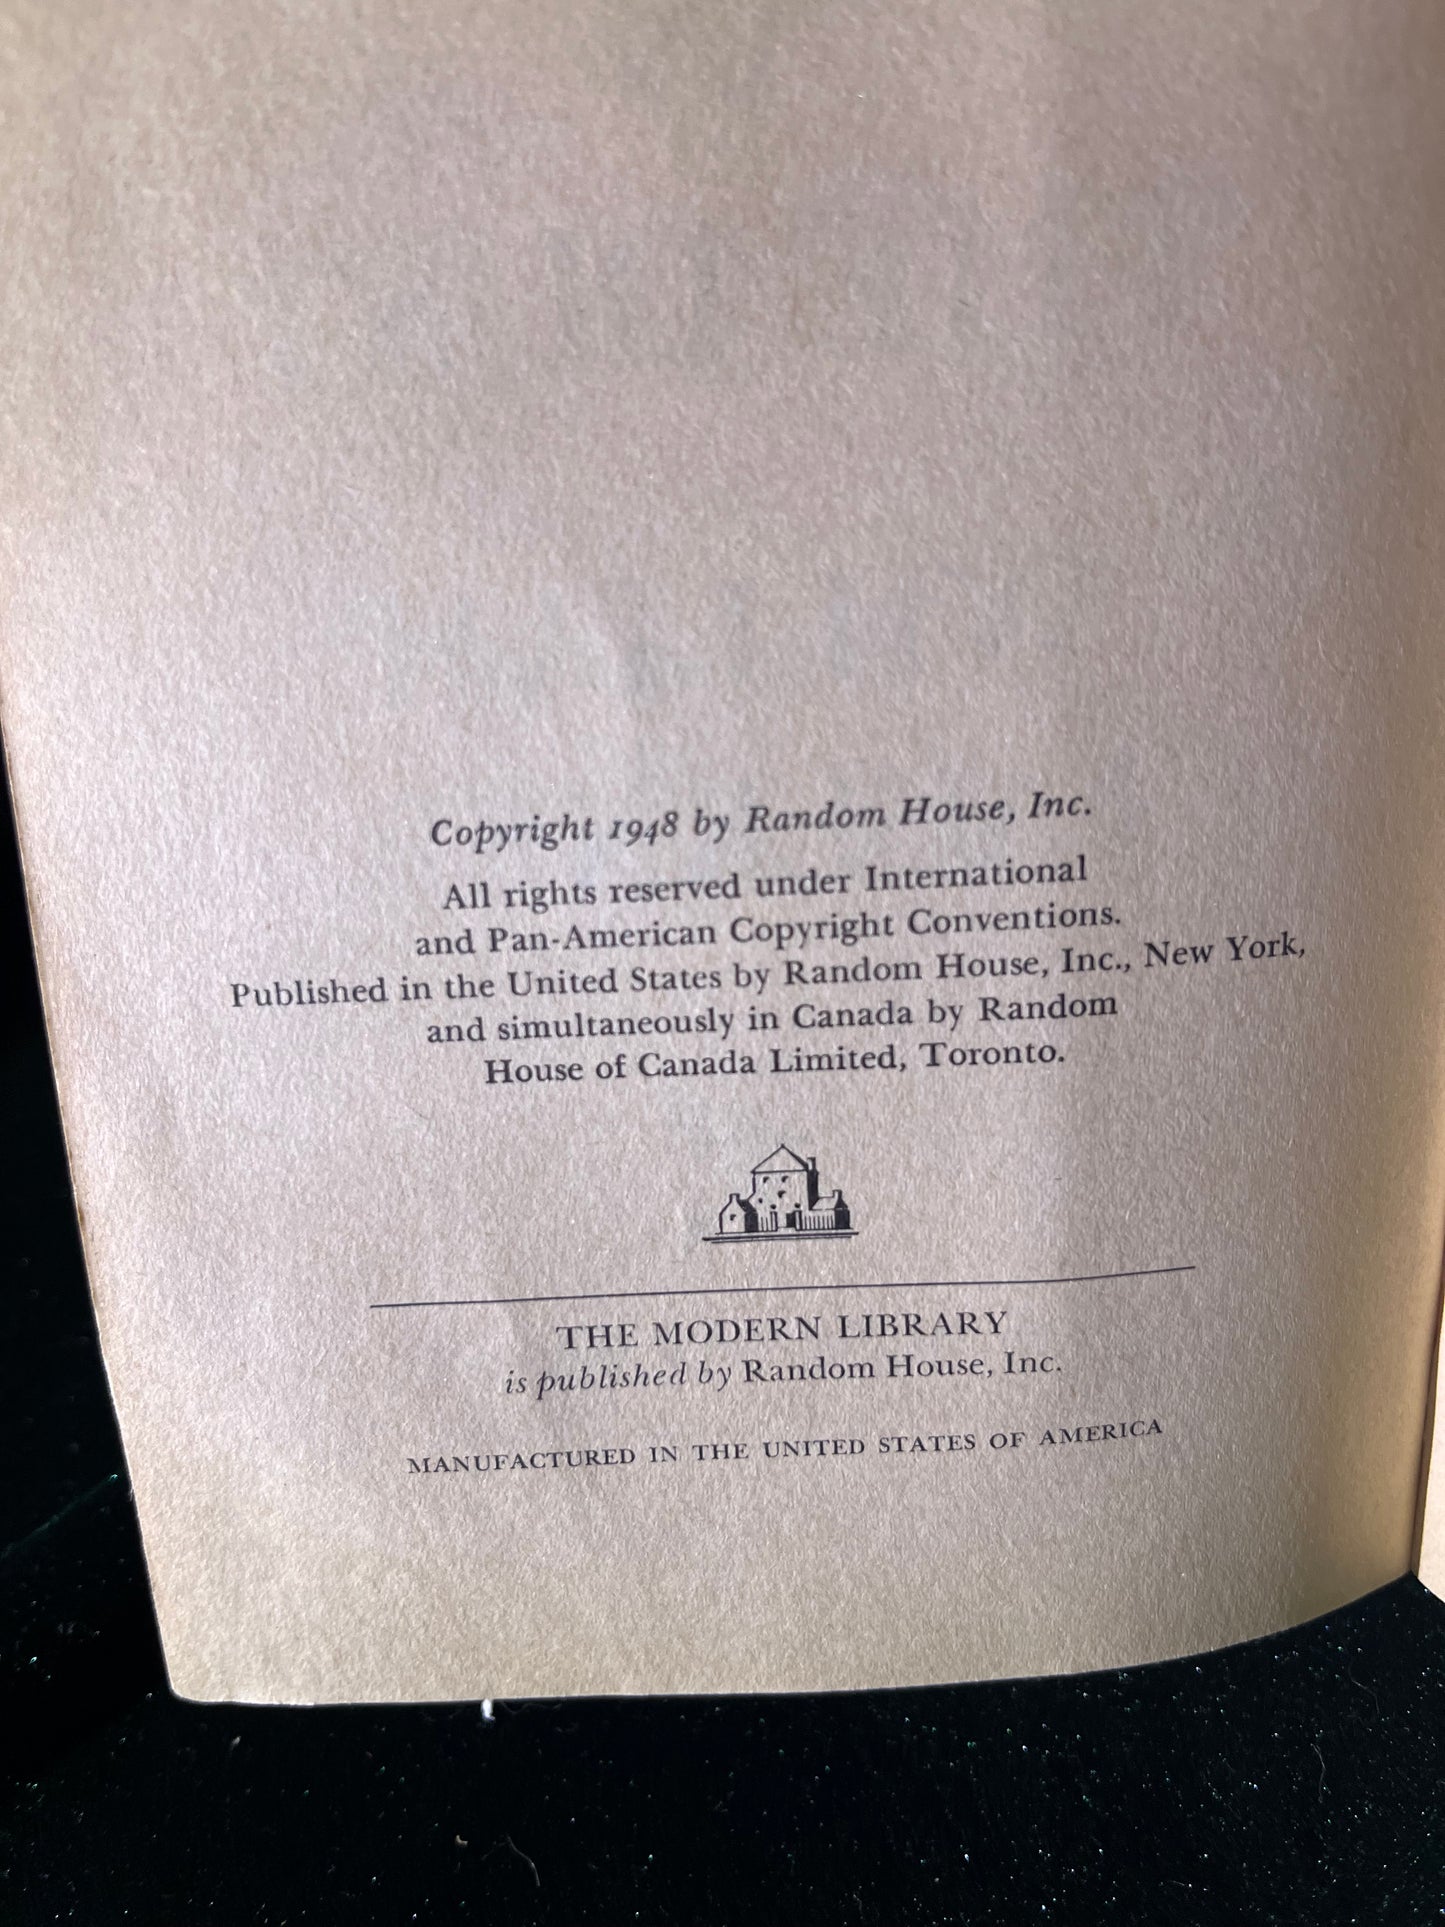 Copyright 1948 by Random House, Inc.
All rights reserved under International
and Pan-American Copyright Conventions.
Published in the United States by Random House, Inc., New York,
and simultaneously in Canada by Random
House of Canada Limited, Toronto.
THE MODERN LIBRARY
is published by Random House, Inc.
MANUFACTURED IN THE UNITED STATES OF AMERICA